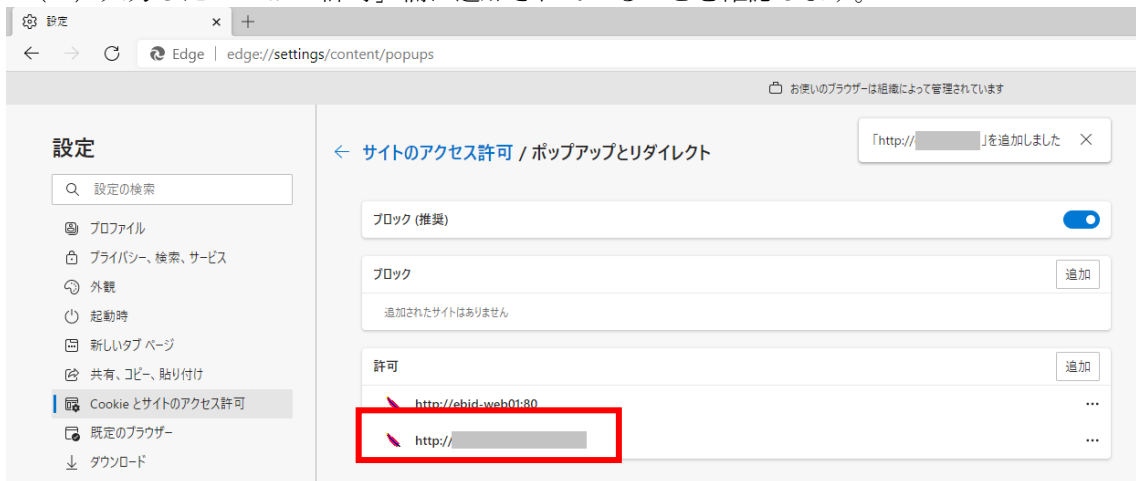 設定
Edge | edge://settings/content/popups
お使いのブラウザーは組織によって管理されています
設定
設定の検索
プロファイル
プライバシー、検索、サービス
外観
起動時
新しいタブ ページ
共有、コピー、貼り付け
Cookie とサイトのアクセス許可
既定のブラウザー
ダウンロード
サイトのアクセス許可 / ポップアップとリダイレクト
「http:// 」を追加しました
ブロック (推奨)
ブロック
追加
追加されたサイトはありません
許可
追加
http://ebid-web01:80
http://